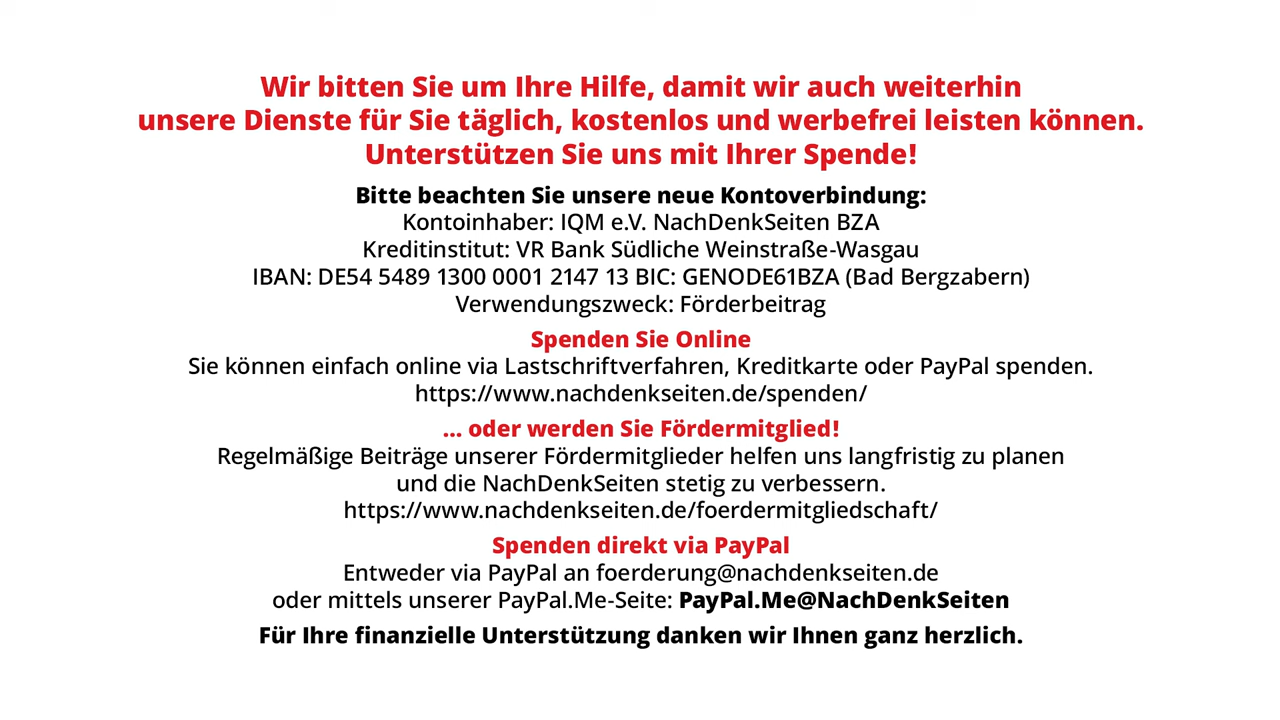 Wir bitten Sie um Ihre Hilfe, damit wir auch weiterhin
unsere Dienste für Sie täglich, kostenlos und werbefrei leisten können.
Unterstützen Sie uns mit Ihrer Spende!
Bitte beachten Sie unsere neue Kontoverbindung:
Kontoinhaber: IQM e.V. NachDenkSeiten BZA
Kreditinstitut: VR Bank Südliche Weinstraße-Wasgau
IBAN: DE54 5489 1300 0001 2147 13 BIC: GENODE61BZA (Bad Bergzabern)
Verwendungszweck: Förderbeitrag
Spenden Sie Online
Sie können einfach online via Lastschriftverfahren, Kreditkarte oder PayPal spenden.
https://www.nachdenkseiten.de/spenden/
... oder werden Sie Fördermitglied!
Regelmäßige Beiträge unserer Fördermitglieder helfen uns langfristig zu planen
und die NachDenkSeiten stetig zu verbessern.
https://www.nachdenkseiten.de/foerdermitgliedschaft/
Spenden direkt via PayPal
Entweder via PayPal an foerderung@nachdenkseiten.de
oder mittels unserer PayPal.Me-Seite: PayPal.Me@NachDenkSeiten
Für Ihre finanzielle Unterstützung danken wir Ihnen ganz herzlich.